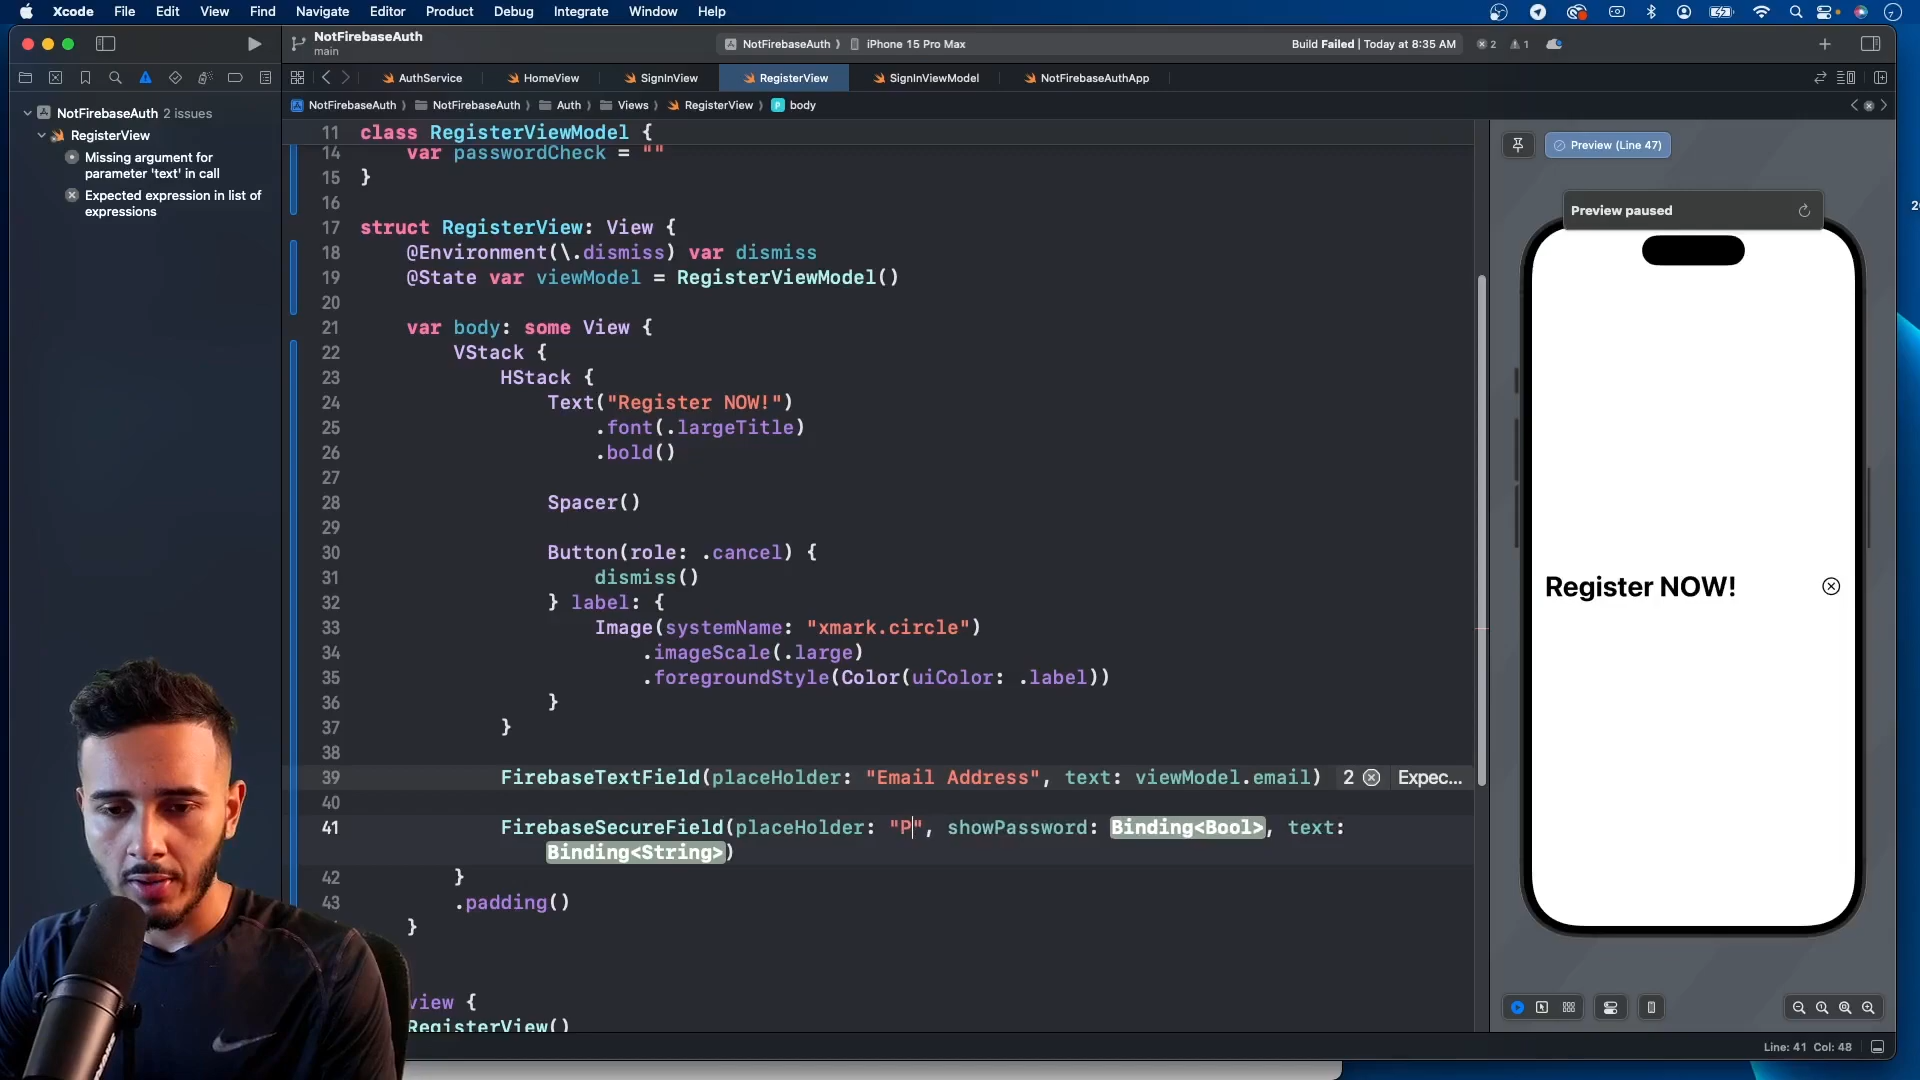 Xcode File Edit View Find Navigate Editor Product Debug Integrate Window Help
NotFirebaseAuth
main
NotFirebaseAuth iPhone 15 Pro Max
Build Failed | Today at 8:35 AM 2 1
AuthService HomeView SignInView RegisterView SignInViewModel NotFirebaseAuthApp
NotFirebaseAuth NotFirebaseAuth Auth Views RegisterView body
NotFirebaseAuth 2 issues
RegisterView
Missing argument for
parameter 'text' in call
Expected expression in list of
expressions
11 class RegisterViewModel {
14 var passwordCheck = ""
15 }
16
17 struct RegisterView: View {
18 @Environment(\.dismiss) var dismiss
19 @State var viewModel = RegisterViewModel()
20
21 var body: some View {
22 VStack {
23 HStack {
24 Text("Register NOW!")
25 .font(.largeTitle)
26 .bold()
27
28 Spacer()
29
30 Button(role: .cancel) {
31 dismiss()
32 } label: {
33 Image(systemName: "xmark.circle")
34 .imageScale(.large)
35 .foregroundStyle(Color(uiColor: .label))
36 }
37 }
38
39 FirebaseTextField(placeHolder: "Email Address", text: viewModel.email) 2 Expec...
40
41 FirebaseSecureField(placeHolder: "P", showPassword: Binding<Bool>, text:
Binding<String>)
42 }
43 .padding()
}
view {
RegisterView()
Preview (Line 47)
Preview paused
Register NOW!
Line: 41 Col: 48